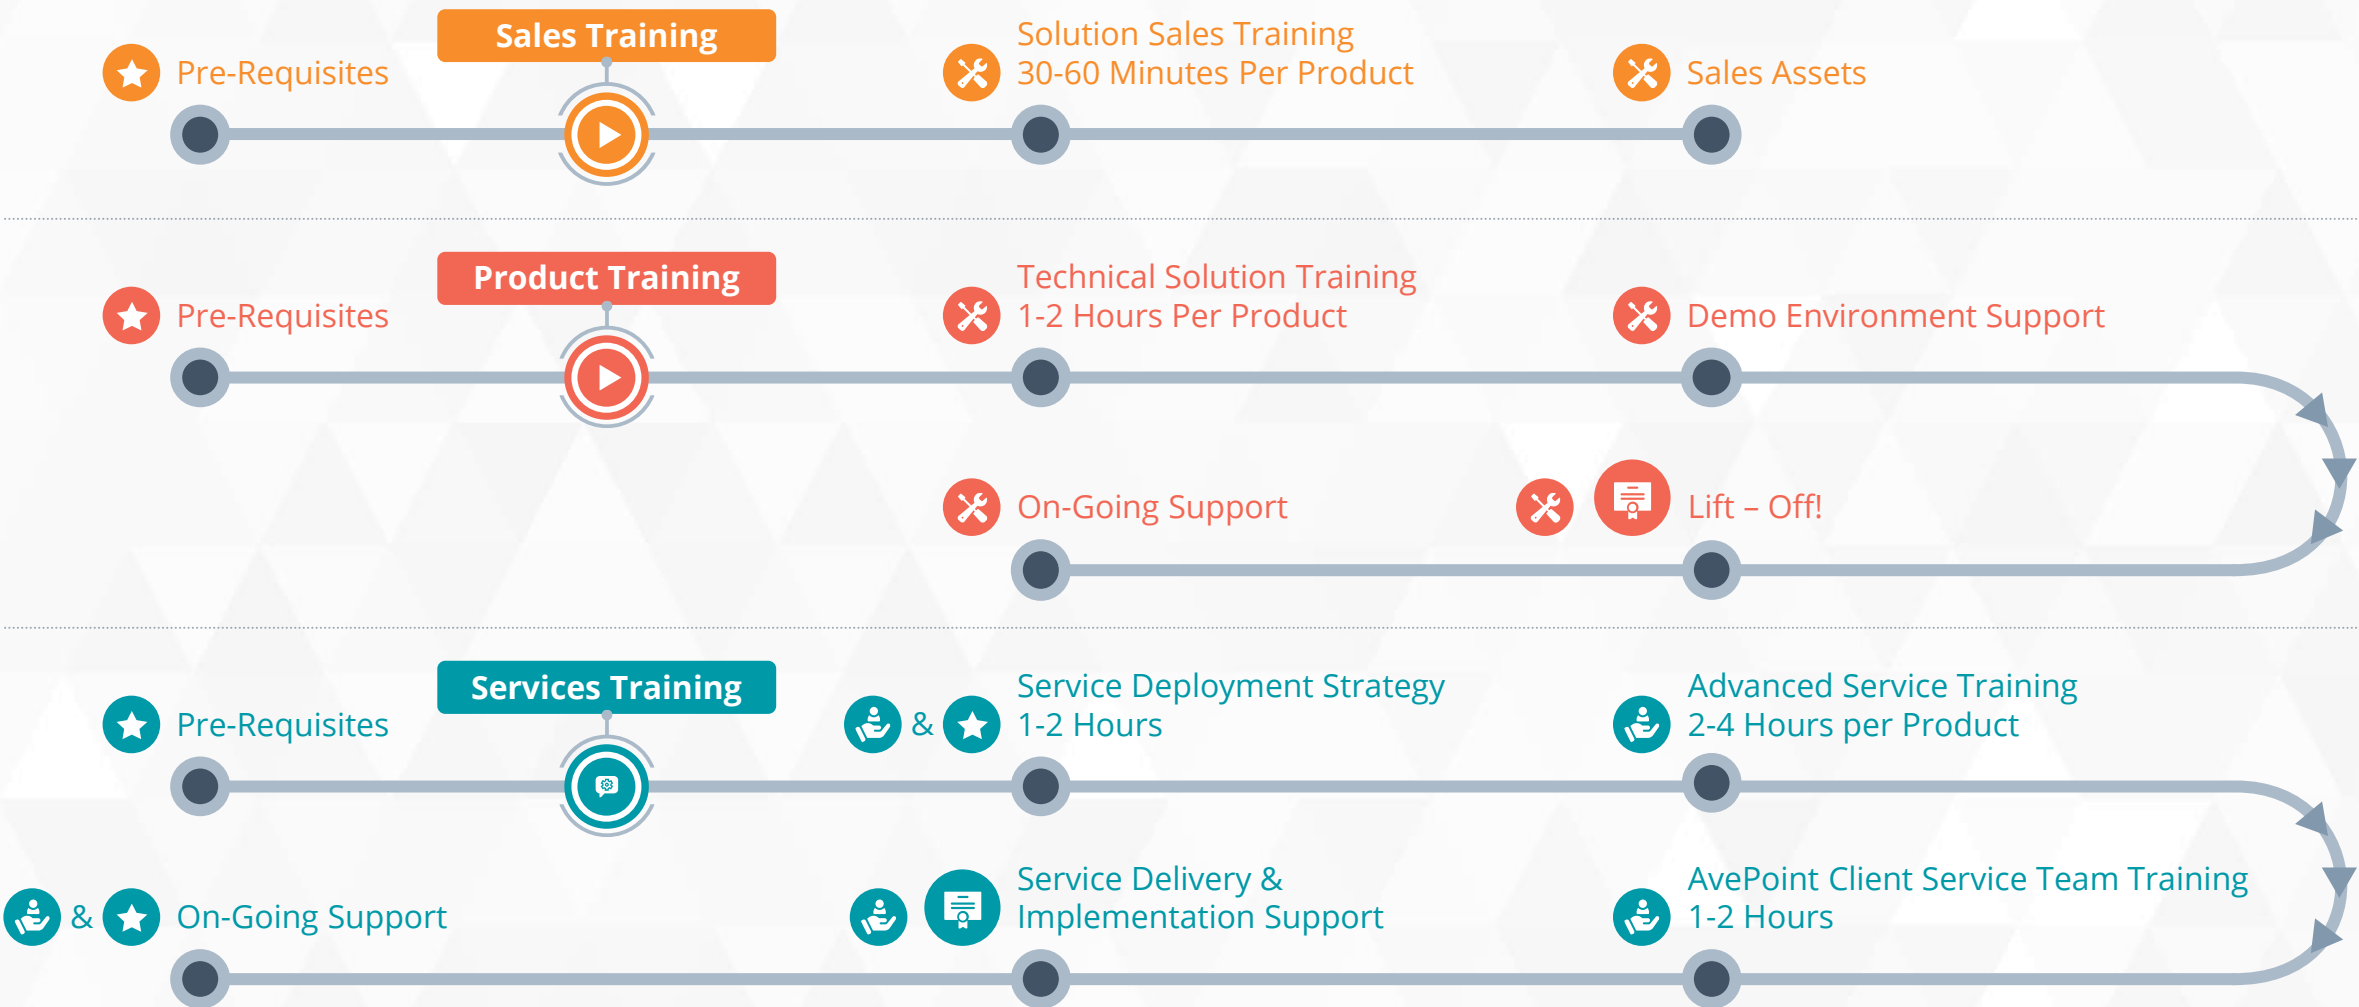 Sales Training
Pre-Requisites
Solution Sales Training
30-60 Minutes Per Product
Sales Assets
Product Training
Pre-Requisites
Technical Solution Training
1-2 Hours Per Product
Demo Environment Support
On-Going Support
Lift – Off!
Services Training
Pre-Requisites
&
Service Deployment Strategy
1-2 Hours
Advanced Service Training
2-4 Hours per Product
& On-Going Support
Service Delivery &
Implementation Support
AvePoint Client Service Team Training
1-2 Hours